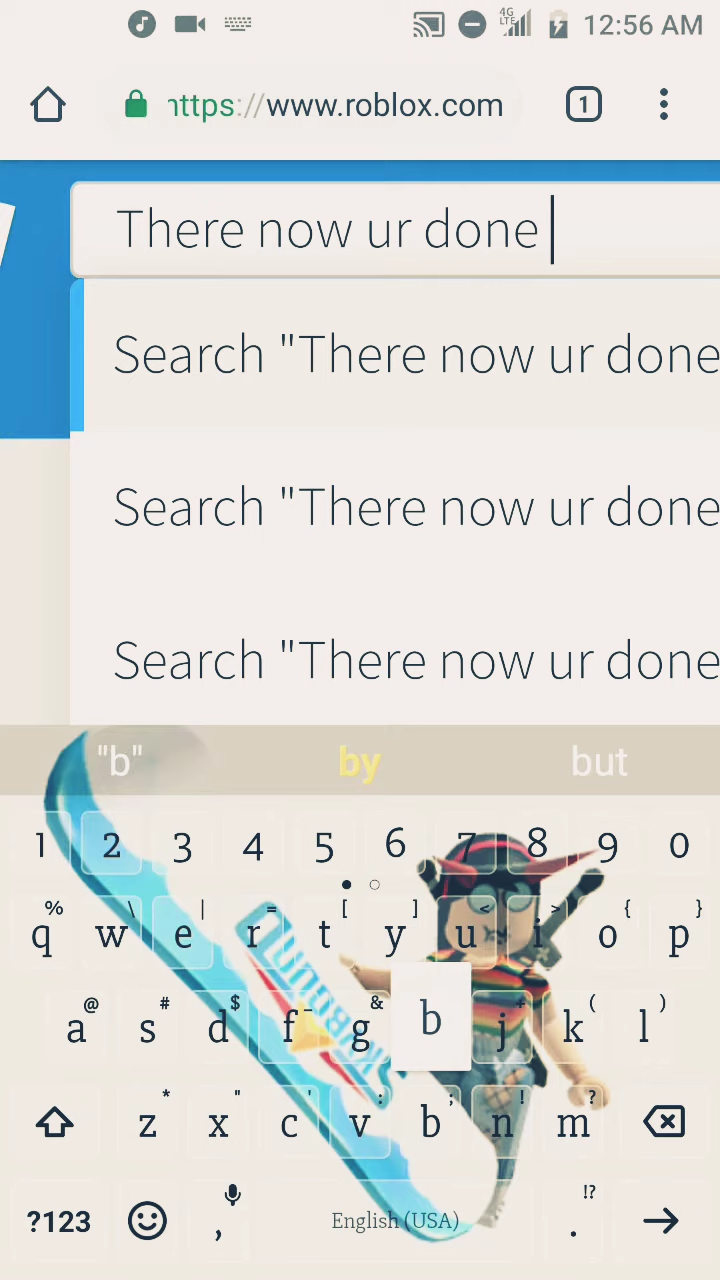 4G
LTE
12:56 AM
https://www.roblox.com
1
There now ur done
Search "There now ur done
Search "There now ur done
Search "There now ur done
"b" by but
1 2 3 4 5 6 7 8 9 0
% \ | = [ ] < > { }
q w e r t y u i o p
@ # $ _ & + ( )
a s d f g b j k l
* " ' : ; ! ?
z x c v b n m
?123 , English (USA) . !?